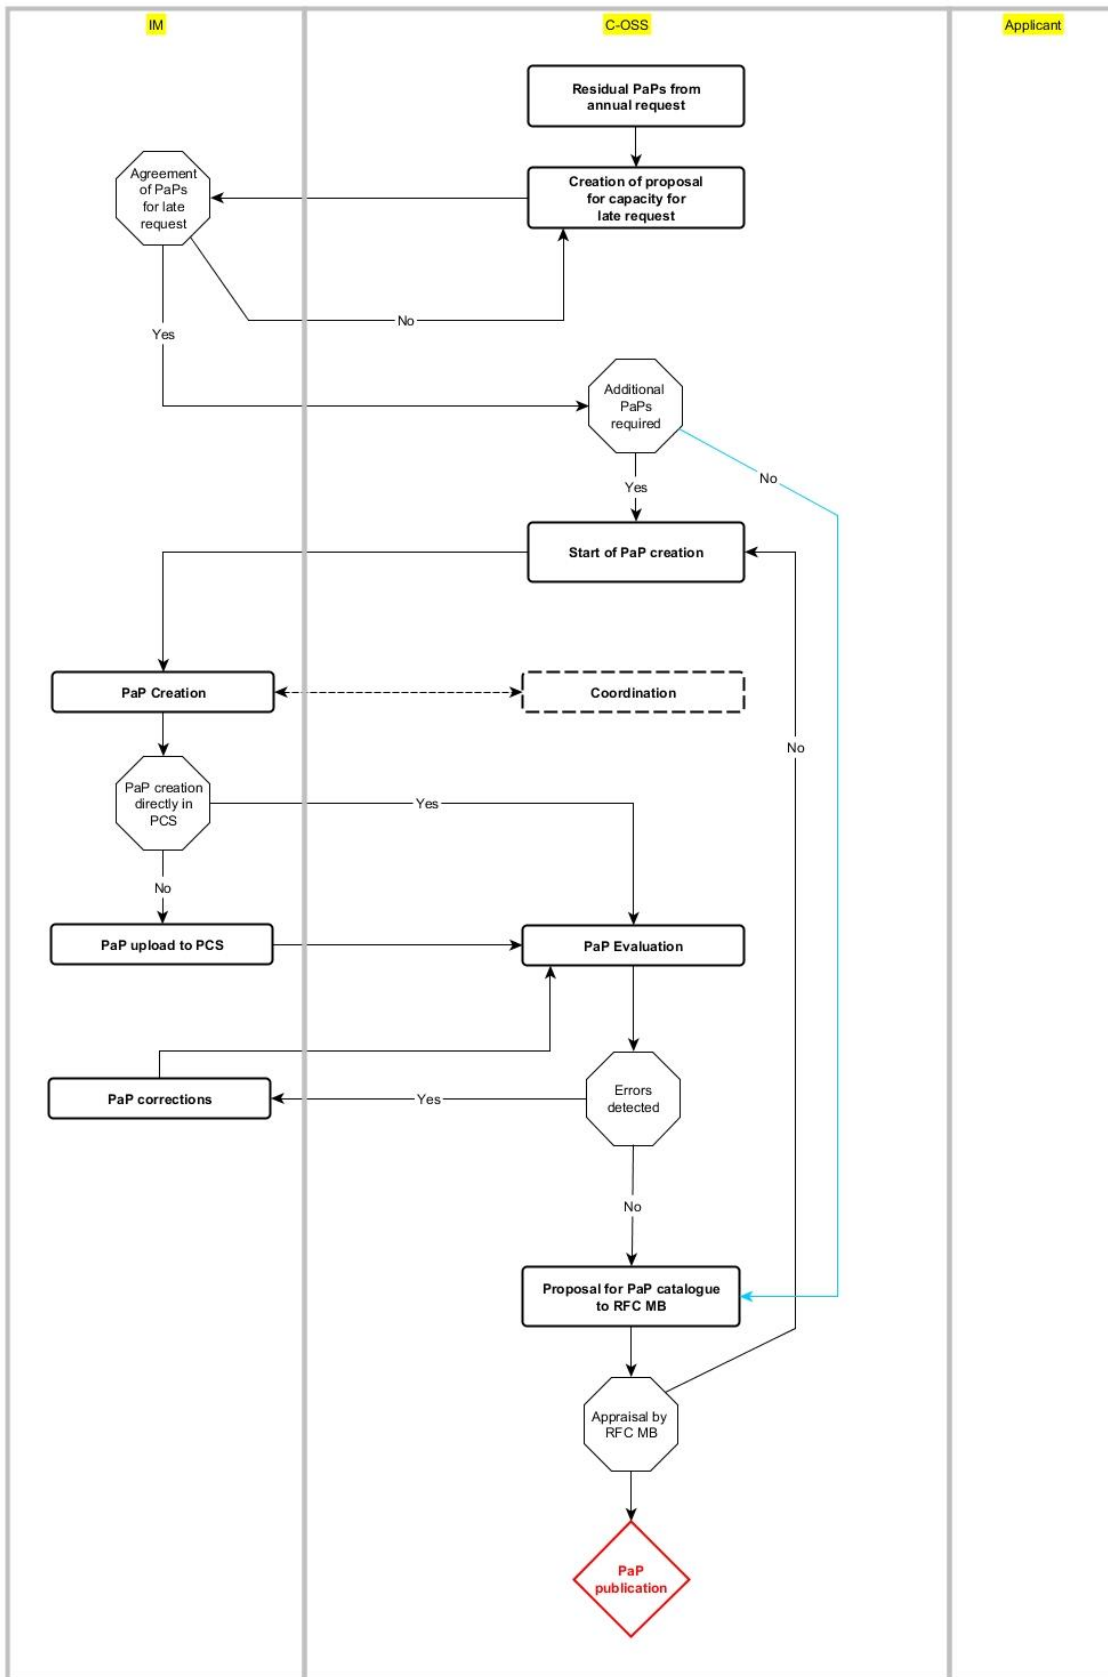 IM
C-OSS
Applicant
Residual PaPs from
annual request
Agreement
of PaPs
for late
request
Creation of proposal
for capacity for
late request
No
Yes
Additional
PaPs
required
No
Yes
Start of PaP creation
PaP Creation
Coordination
No
PaP creation
directly in
PCS
Yes
No
PaP upload to PCS
PaP Evaluation
Errors
detected
PaP corrections
Yes
No
Proposal for PaP catalogue
to RFC MB
Appraisal by
RFC MB
PaP
publication